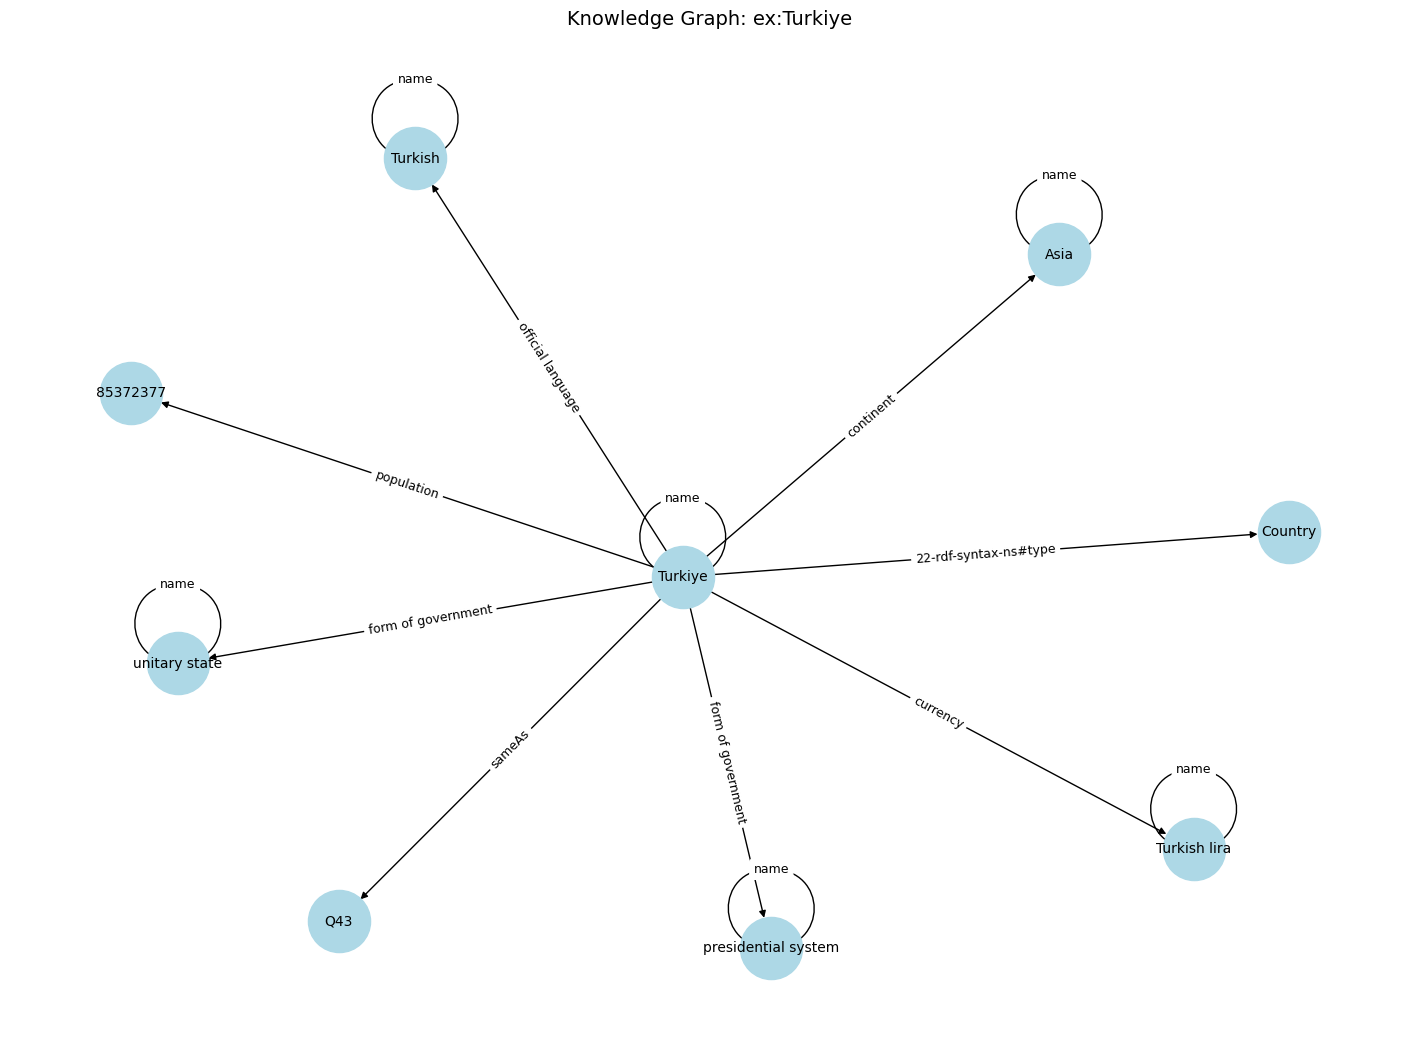 Knowledge Graph: ex:Turkiye
name
Turkish
name
Asia
official language
85372377
continent
population
name
Country
22-rdf-syntax-ns#type
Turkiye
name
form of government
unitary state
currency
form of government
sameAs
name
Turkish lira
name
Q43
presidential system